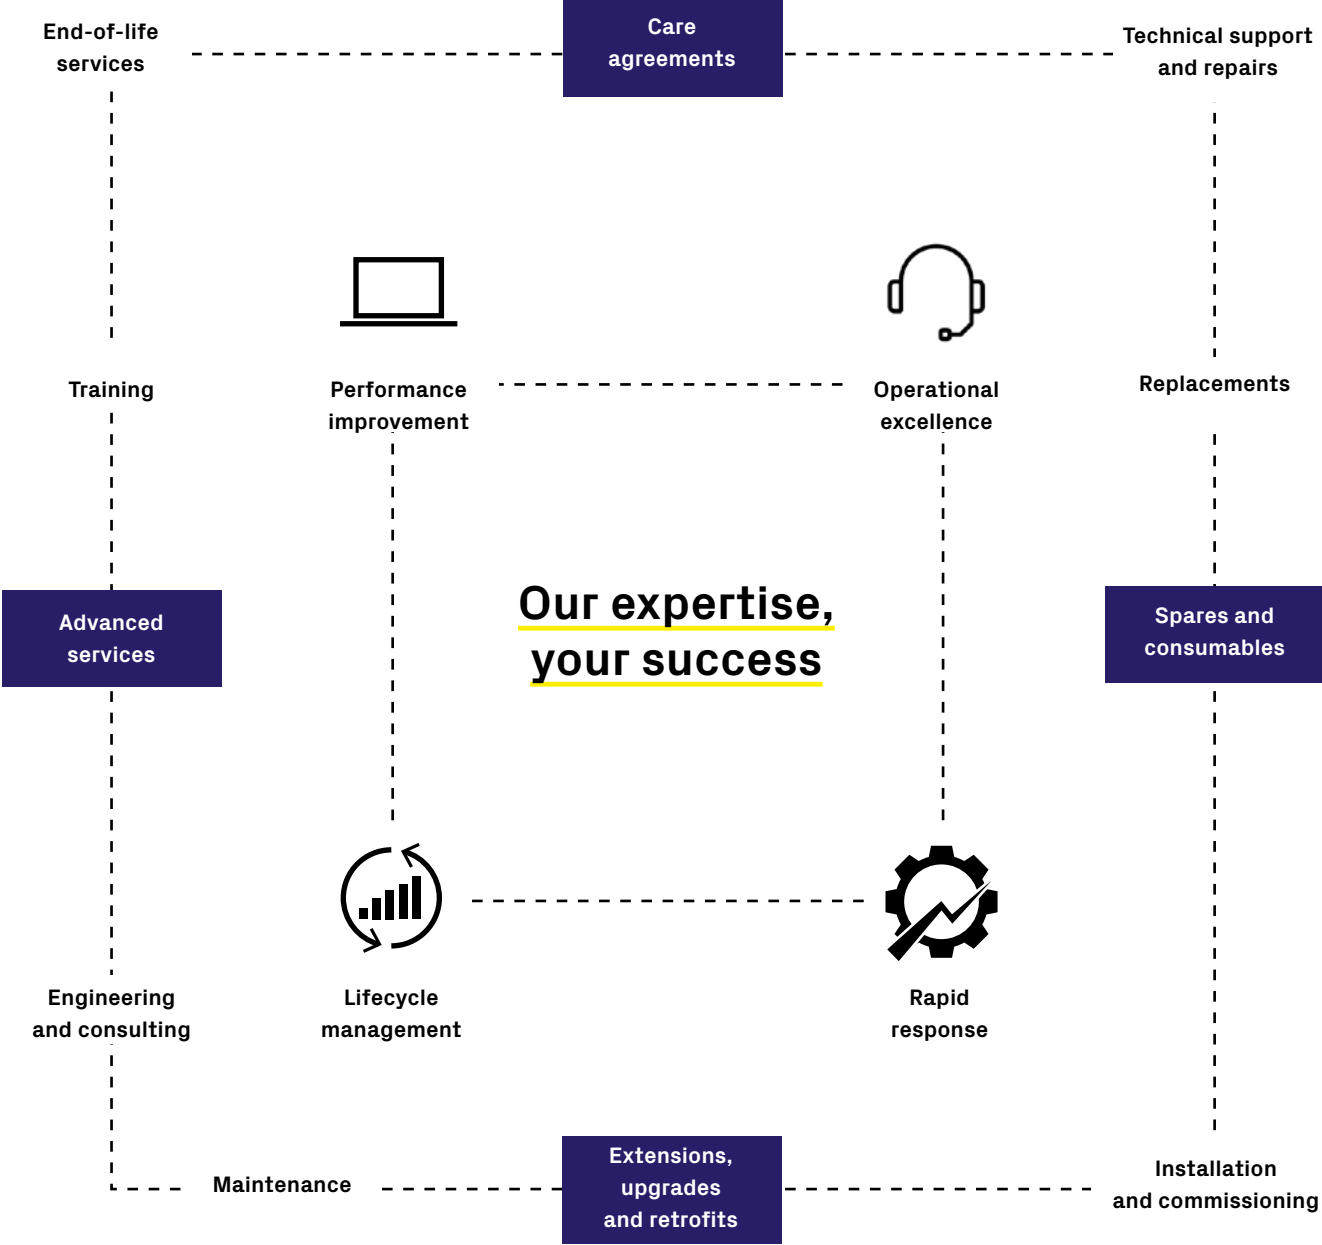 End-of-life
services
Care
agreements
Technical support
and repairs
Training
Performance
improvement
Operational
excellence
Replacements
Advanced
services
Our expertise,
your success
Spares and
consumables
Engineering
and consulting
Lifecycle
management
Rapid
response
Maintenance
Extensions,
upgrades
and retrofits
Installation
and commissioning